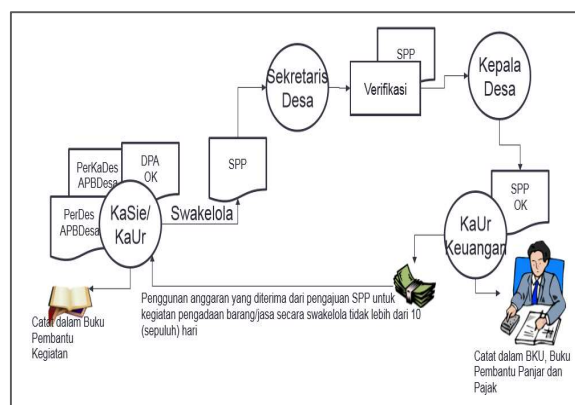 SPP
Sekretaris
Desa
Verifikasi
Kepala
Desa
PerKaDes
APBDesa
DPA
OK
SPP
PerDes
APBDesa
KaSie/
KaUr
Swakelola
SPP
OK
KaUr
Keuangan
Penggunan anggaran yang diterima dari pengajuan SPP untuk
kegiatan pengadaan barang/jasa secara swakelola tidak lebih dari 10
(sepuluh) hari
Catat dalam Buku
Pembantu
Kegiatan
Catat dalam BKU, Buku
Pembantu Panjar dan
Pajak